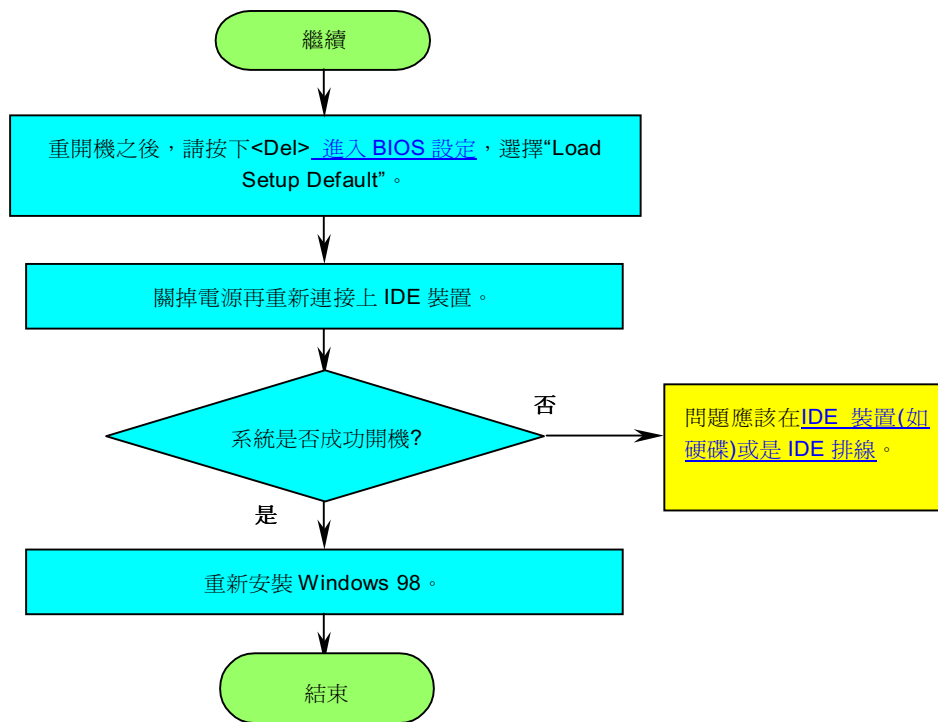 繼續
重開機之後，請按下<Del> 進入 BIOS 設定，選擇“Load
Setup Default”。
關掉電源再重新連接上 IDE 裝置。
系統是否成功開機?
否
問題應該在IDE 裝置(如
硬碟)或是 IDE 排線。
是
重新安裝 Windows 98。
結束